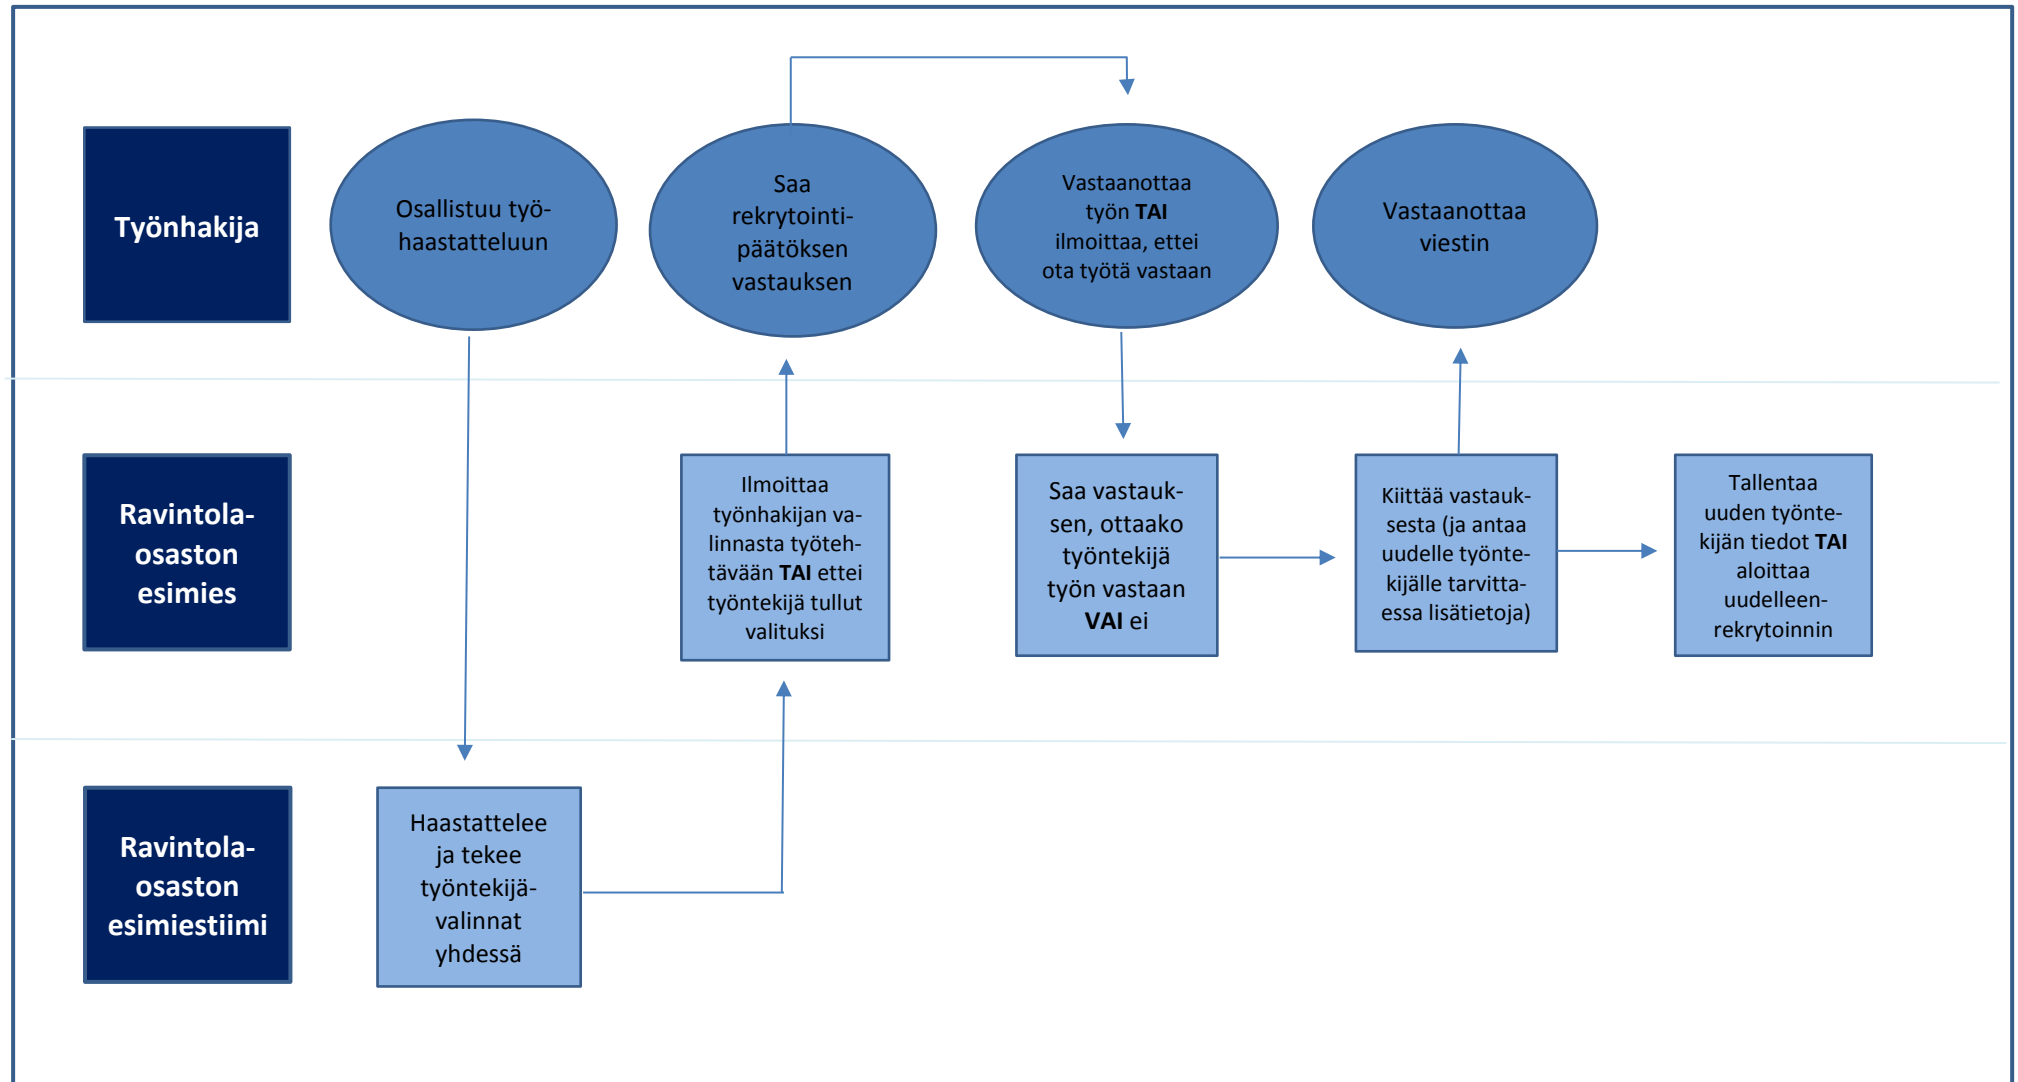 Työnhakija
Osallistuu työ-
haastatteluun
Saa
rekrytointi-
päätöksen
vastauksen
Vastaanottaa
työn TAI
ilmoittaa, ettei
ota työtä vastaan
Vastaanottaa
viestin
Ravintola-
osaston
esimies
Ilmoittaa
työnhakijan va-
linnasta työteh-
tävään TAI ettei
työntekijä tullut
valituksi
Saa vastauk-
sen, ottaako
työntekijä
työn vastaan
VAI ei
Kiittää vastauk-
sesta (ja antaa
uudelle työnte-
kijälle tarvitta-
essa lisätietoja)
Tallentaa
uuden työnte-
kijän tiedot TAI
aloittaa
uudelleen-
rekrytoinnin
Ravintola-
osaston
esimiestiimi
Haastattelee
ja tekee
työntekijä-
valinnat
yhdessä